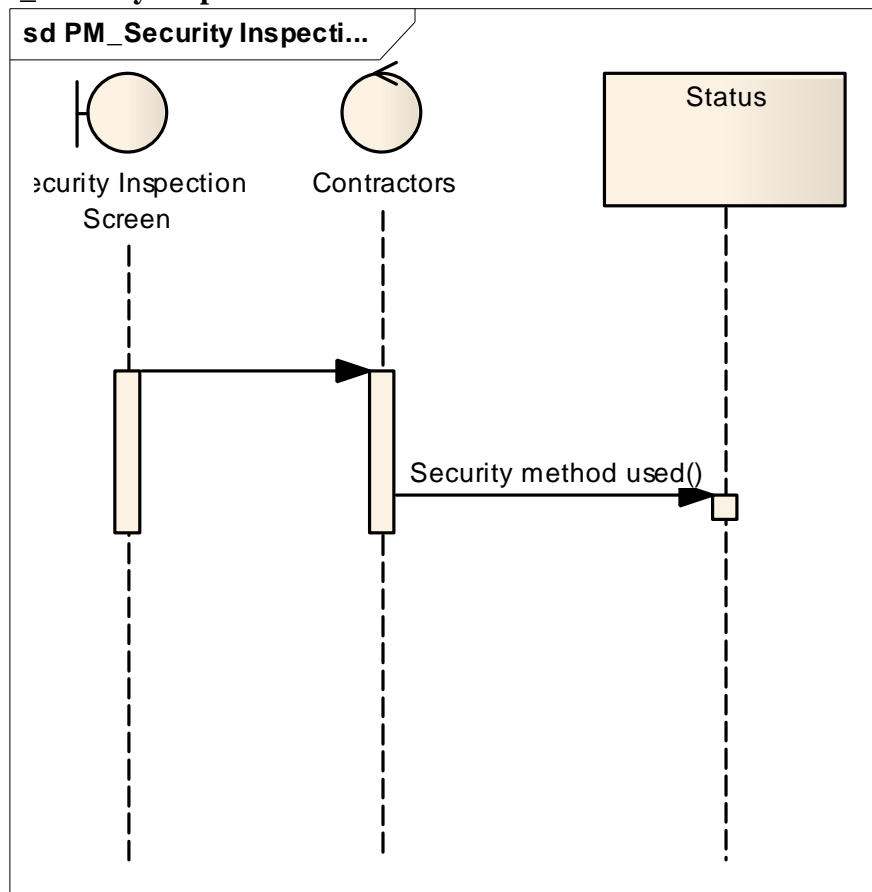 sd PM_Security Inspecti...
ecurity Inspection
Screen
Contractors
Status
Security method used()